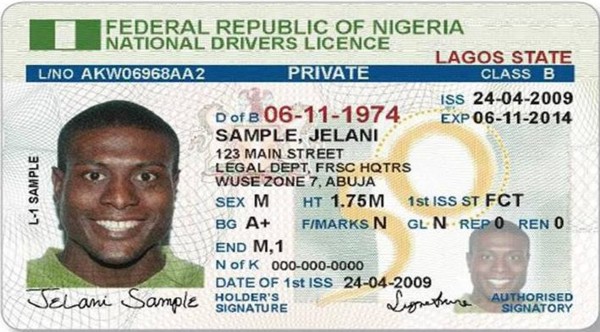 FEDERAL REPUBLIC OF NIGERIA
NATIONAL DRIVERS LICENCE
LAGOS STATE
L/NO AKW06968AA2 PRIVATE CLASS B
ISS 24-04-2009
D of B 06-11-1974 EXP 06-11-2014
SAMPLE, JELANI
123 MAIN STREET
LEGAL DEPT, FRSC HQTRS
WUSE ZONE 7, ABUJA
SEX M HT 1.75M 1st ISS ST FCT
BG A+ F/MARKS N GL N REP 0 REN 0
END M,1
N of K 000-000-0000
DATE OF 1st ISS 24-04-2009
L-1 SAMPLE
Jelani Sample HOLDER'S SIGNATURE
Signature AUTHORISED SIGNATORY